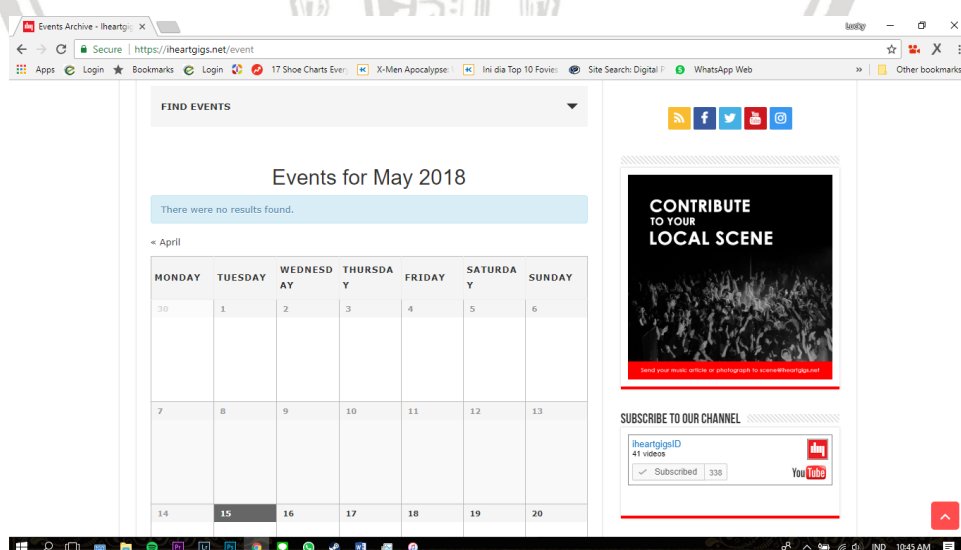 Events Archive - Iheartgig
Lucky
Secure | https://iheartgigs.net/event
Apps Login Bookmarks Login 17 Shoe Charts Every X-Men Apocalypse: Ini dia Top 10 Fovies Site Search: Digital P WhatsApp Web » Other bookmarks
FIND EVENTS
Events for May 2018
There were no results found.
« April
MONDAY TUESDAY WEDNESD THURSDA FRIDAY SATURDA SUNDAY
AY Y Y
30 1 2 3 4 5 6
7 8 9 10 11 12 13
14 15 16 17 18 19 20
CONTRIBUTE
TO YOUR
LOCAL SCENE
Send your music article or photograph to scene@iheartgigs.net
SUBSCRIBE TO OUR CHANNEL
iheartgigsID
41 videos
Subscribed 338
YouTube
IND 10:45 AM